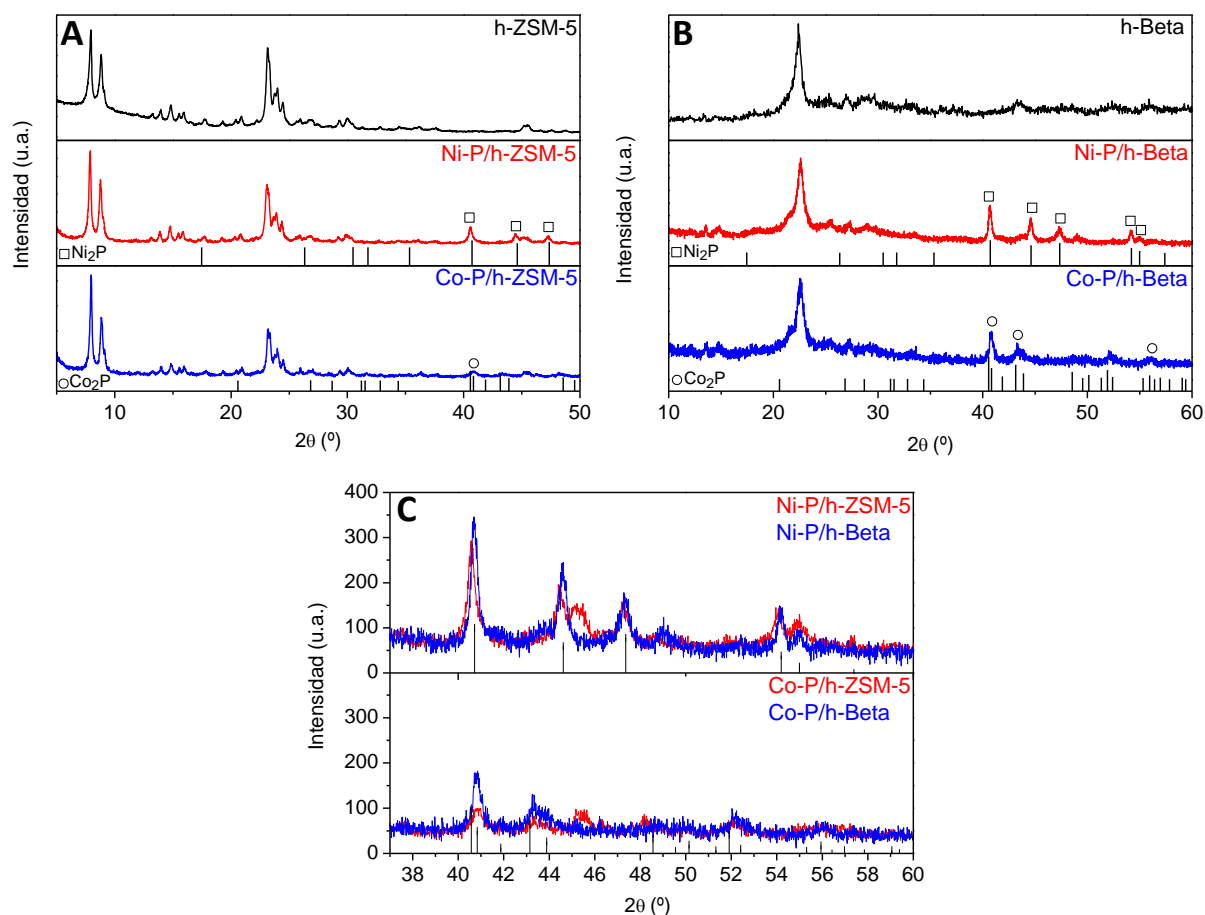 A
h-ZSM-5
Ni-P/h-ZSM-5
□Ni₂P
Co-P/h-ZSM-5
○Co₂P
Intensidad (u.a.)
10 20 30 40 50
2θ (º)
B
h-Beta
Ni-P/h-Beta
□Ni₂P
Co-P/h-Beta
○Co₂P
Intensidad (u.a.)
10 20 30 40 50 60
2θ (º)
C
Ni-P/h-ZSM-5
Ni-P/h-Beta
400
300
200
100
0
Co-P/h-ZSM-5
Co-P/h-Beta
300
200
100
0
Intensidad (u.a.)
38 40 42 44 46 48 50 52 54 56 58 60
2θ (º)